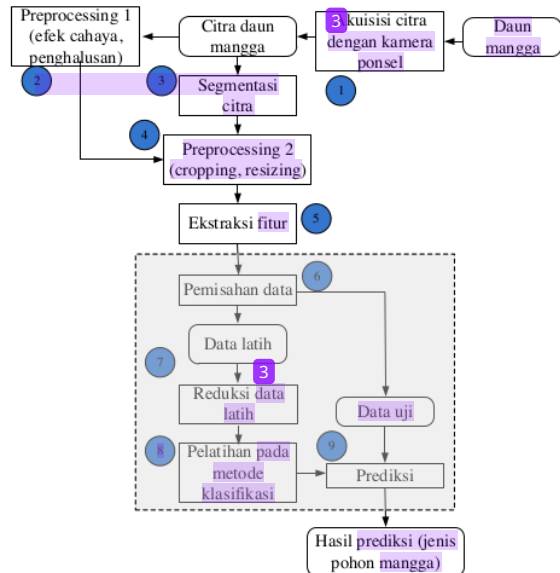 Preprocessing 1
(efek cahaya,
penghalusan)
Citra daun
mangga
3
Akuisisi citra
dengan kamera
ponsel
Daun
mangga
2
3
Segmentasi
citra
1
4
Preprocessing 2
(cropping, resizing)
Ekstraksi fitur
5
Pemisahan data
6
Data latih
7
3
Reduksi data
latih
Data uji
8
Pelatihan pada
metode
klasifikasi
9
Prediksi
Hasil prediksi (jenis
pohon mangga)